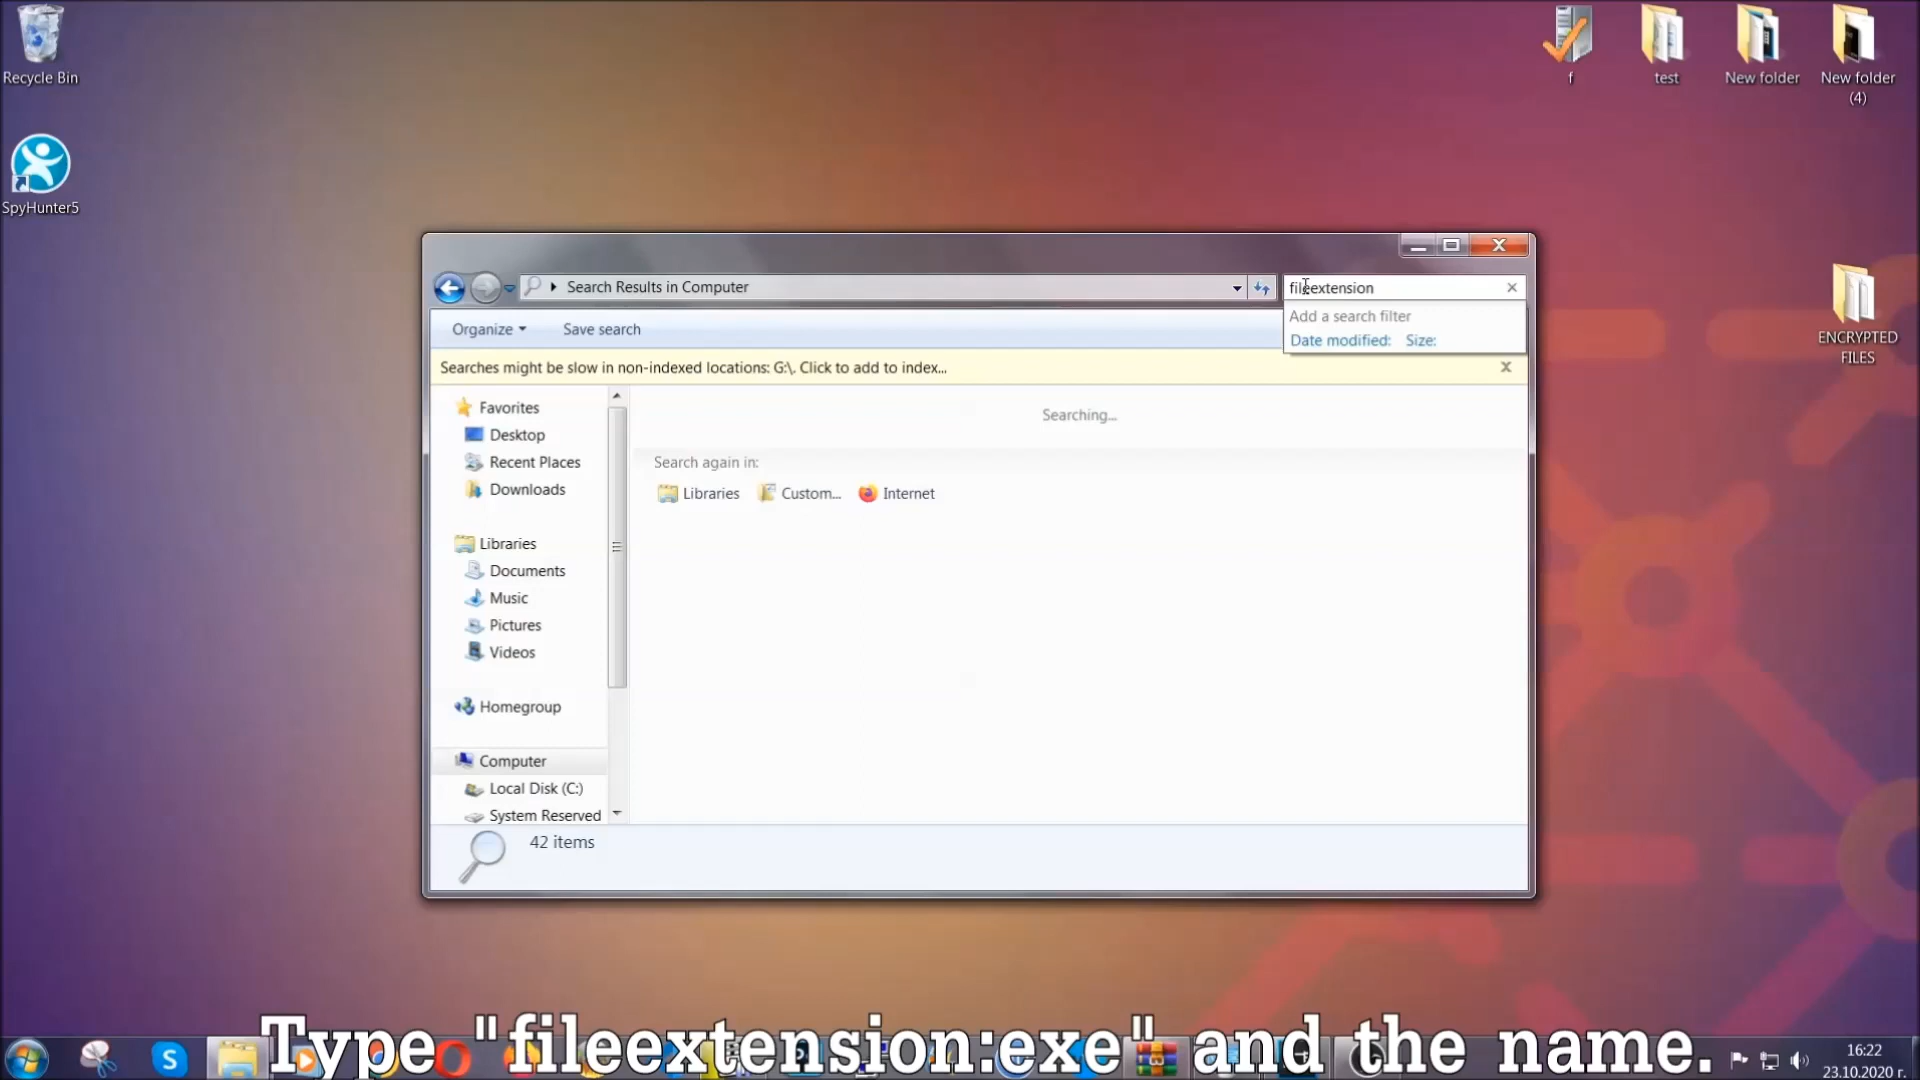 Recycle Bin
SpyHunter5
f
test
New folder
New folder
(4)
ENCRYPTED
FILES
Search Results in Computer
fileextension
Add a search filter
Date modified: Size:
Organize
Save search
Searches might be slow in non-indexed locations: G:\. Click to add to index...
Favorites
Desktop
Recent Places
Downloads
Libraries
Documents
Music
Pictures
Videos
Homegroup
Computer
Local Disk (C:)
System Reserved
Searching...
Search again in:
Libraries
Custom...
Internet
42 items
Type "fileextension:exe" and the name.
16:22
23.10.2020 г.